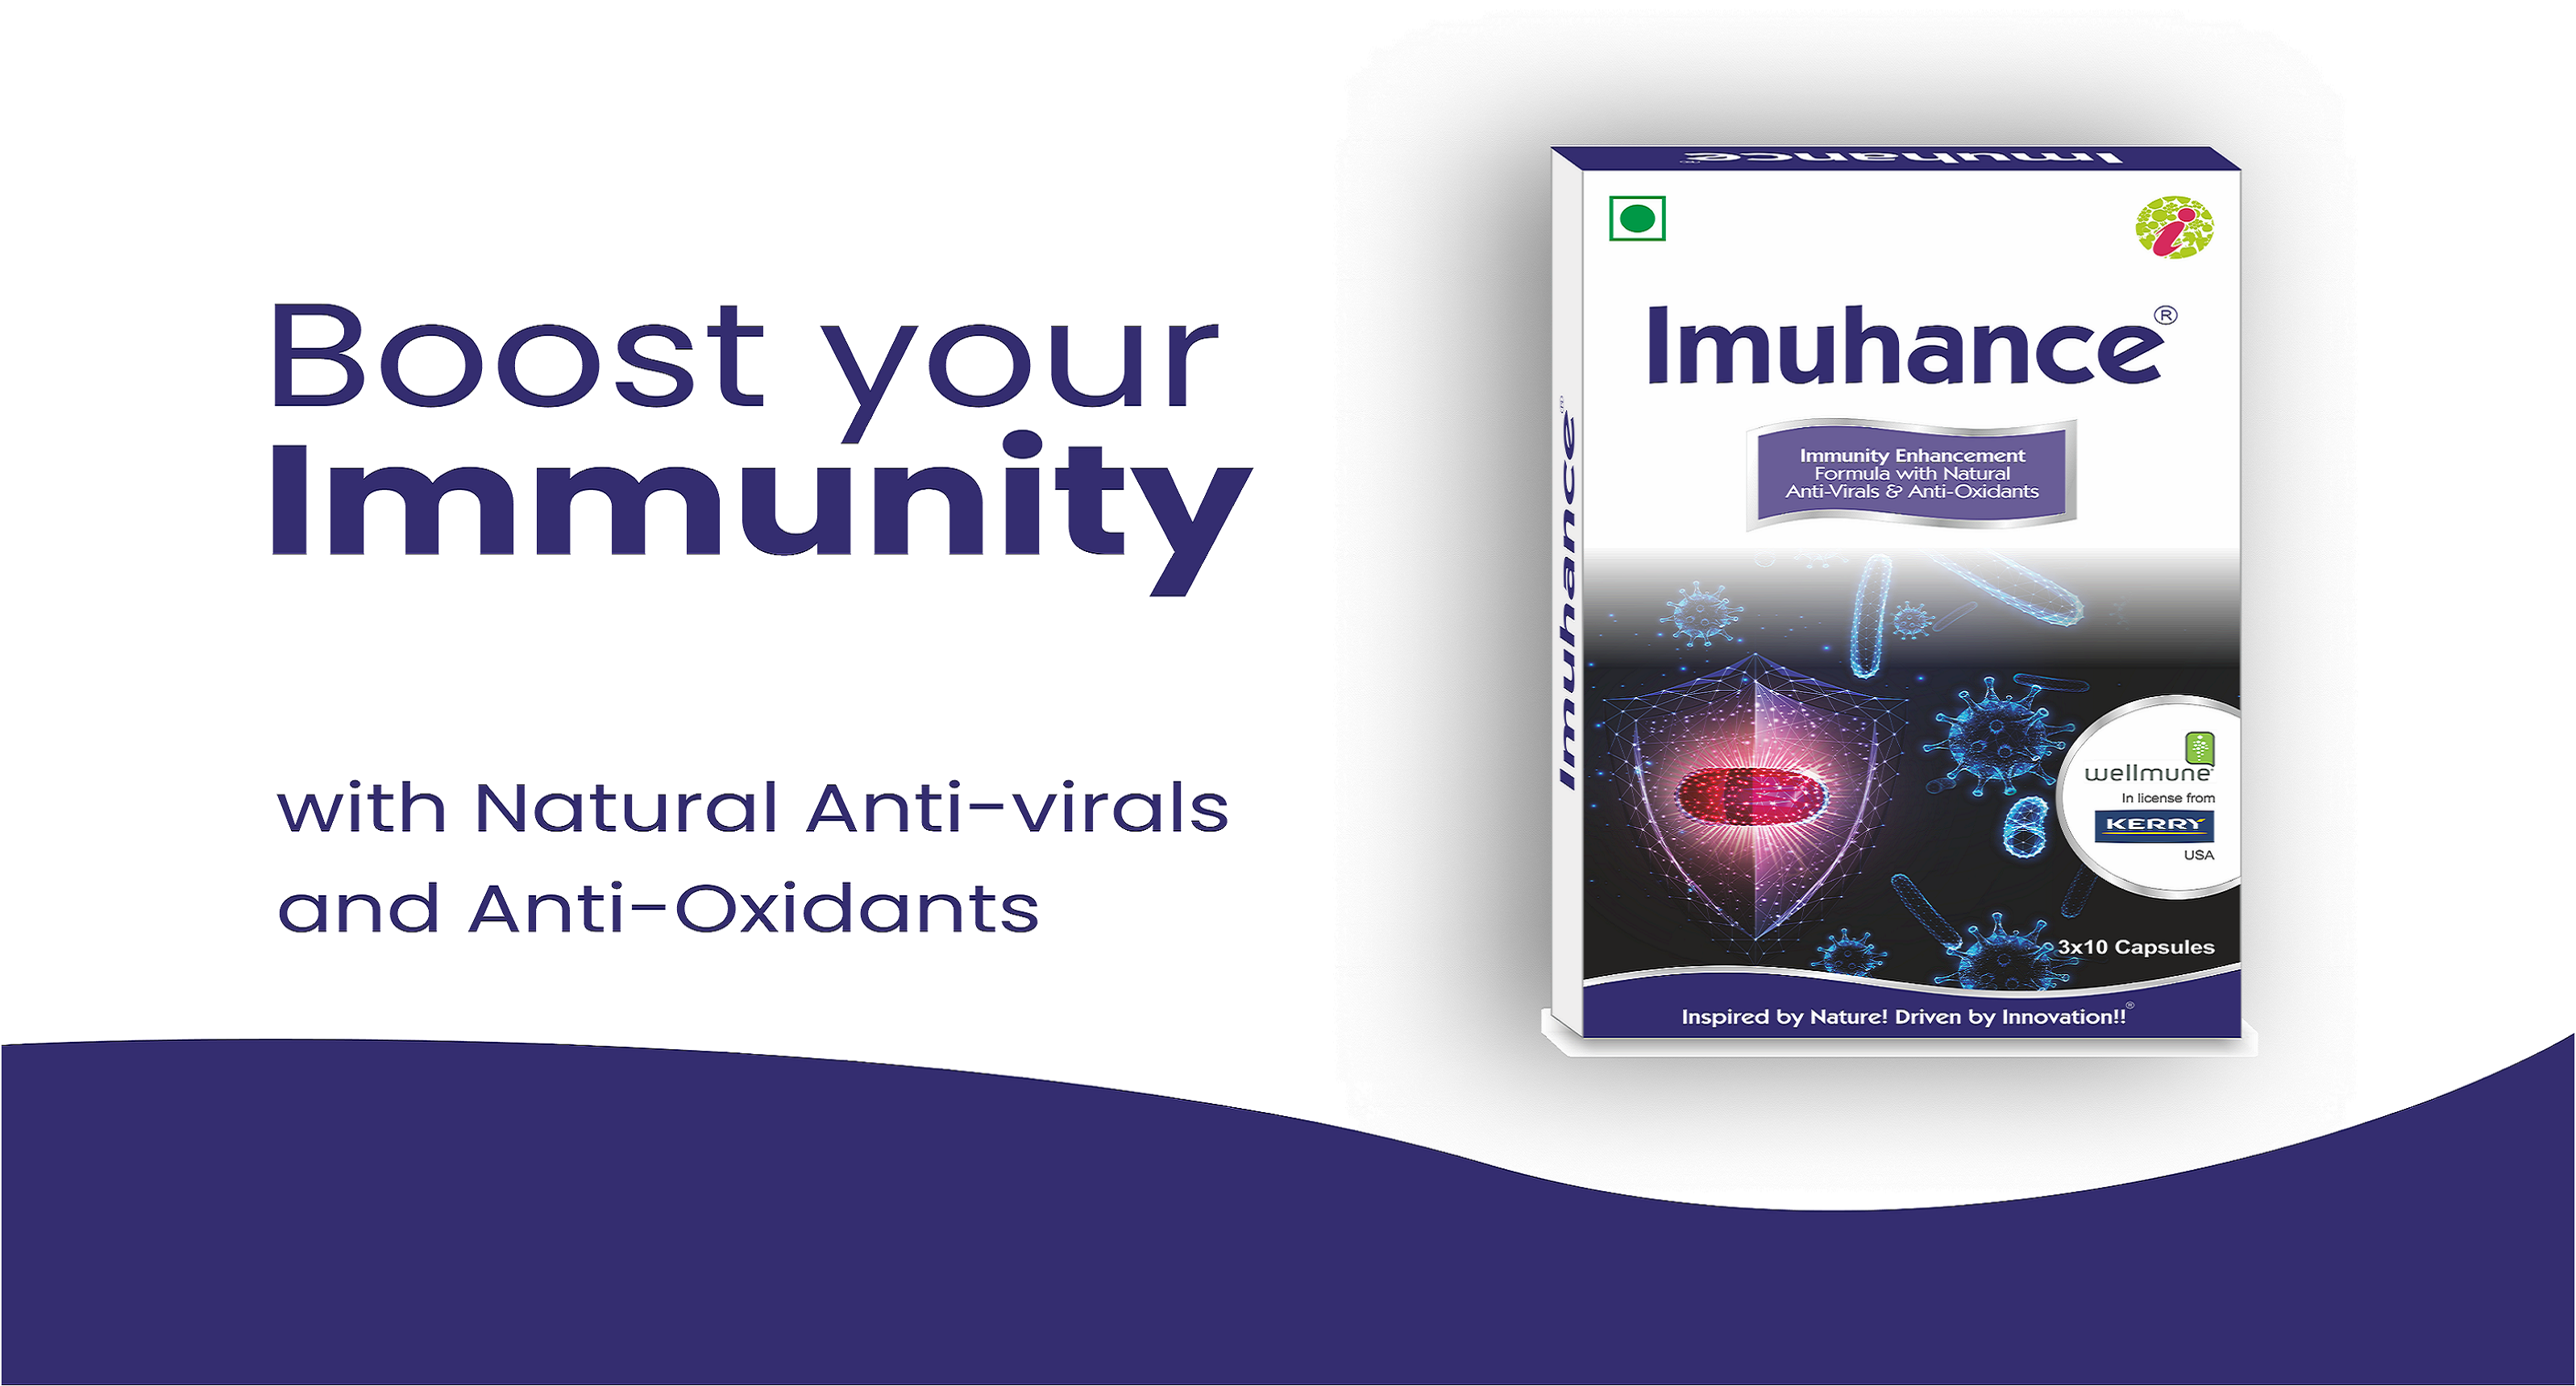 Boost your
Immunity
with Natural Anti-virals
and Anti-Oxidants
Imuhance
Imuhance®
Imuhance®
Immunity Enhancement
Formula with Natural
Anti-Virals & Anti-Oxidants
wellmune®
In license from
KERRY
USA
3x10 Capsules
Inspired by Nature! Driven by Innovation!!®
i